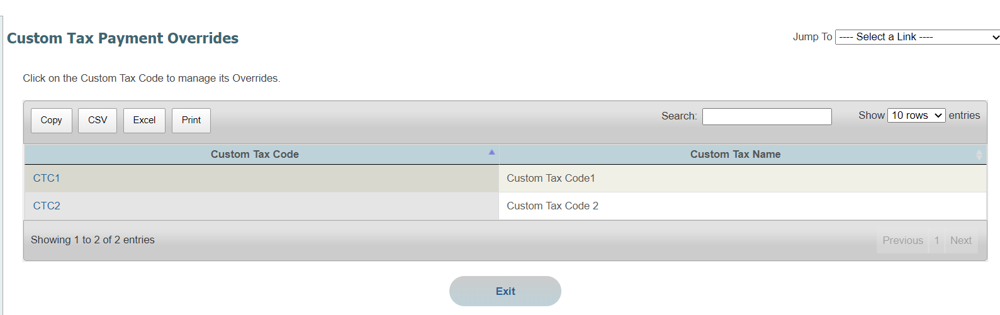 Custom Tax Payment Overrides
Jump To ---- Select a Link ----
Click on the Custom Tax Code to manage its Overrides.
Copy CSV Excel Print Search: Show 10 rows entries
Custom Tax Code Custom Tax Name
CTC1 Custom Tax Code1
CTC2 Custom Tax Code 2
Showing 1 to 2 of 2 entries Previous 1 Next
Exit